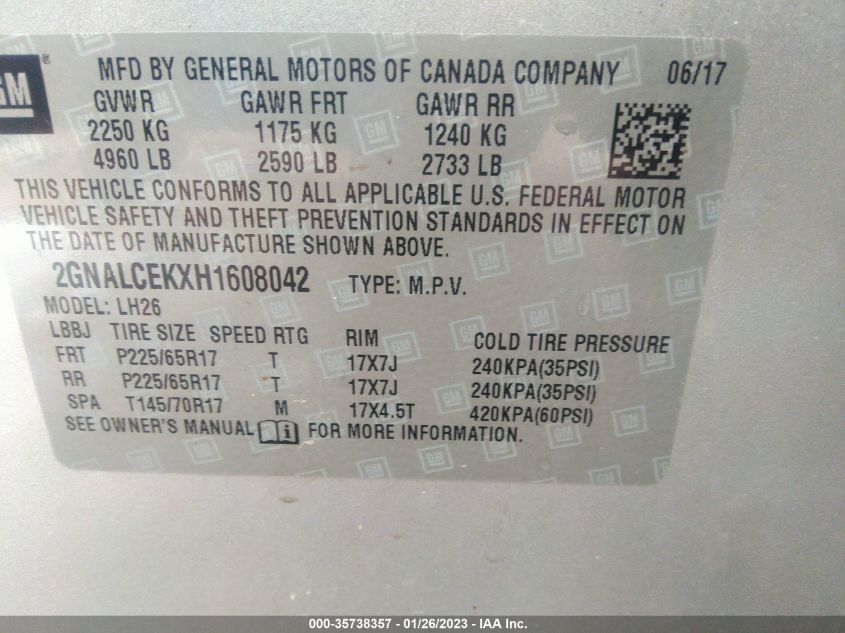 GM ®
MFD BY GENERAL MOTORS OF CANADA COMPANY 06/17
GVWR GAWR FRT GAWR RR
2250 KG 1175 KG 1240 KG
4960 LB 2590 LB 2733 LB
THIS VEHICLE CONFORMS TO ALL APPLICABLE U.S. FEDERAL MOTOR
VEHICLE SAFETY AND THEFT PREVENTION STANDARDS IN EFFECT ON
THE DATE OF MANUFACTURE SHOWN ABOVE.
2GNALCEKXH1608042 TYPE: M.P.V.
MODEL: LH26
LBBJ TIRE SIZE SPEED RTG RIM COLD TIRE PRESSURE
FRT P225/65R17 T 17X7J 240KPA(35PSI)
RR P225/65R17 T 17X7J 240KPA(35PSI)
SPA T145/70R17 M 17X4.5T 420KPA(60PSI)
SEE OWNER'S MANUAL i FOR MORE INFORMATION.
000-35738357 - 01/26/2023 - IAA Inc.